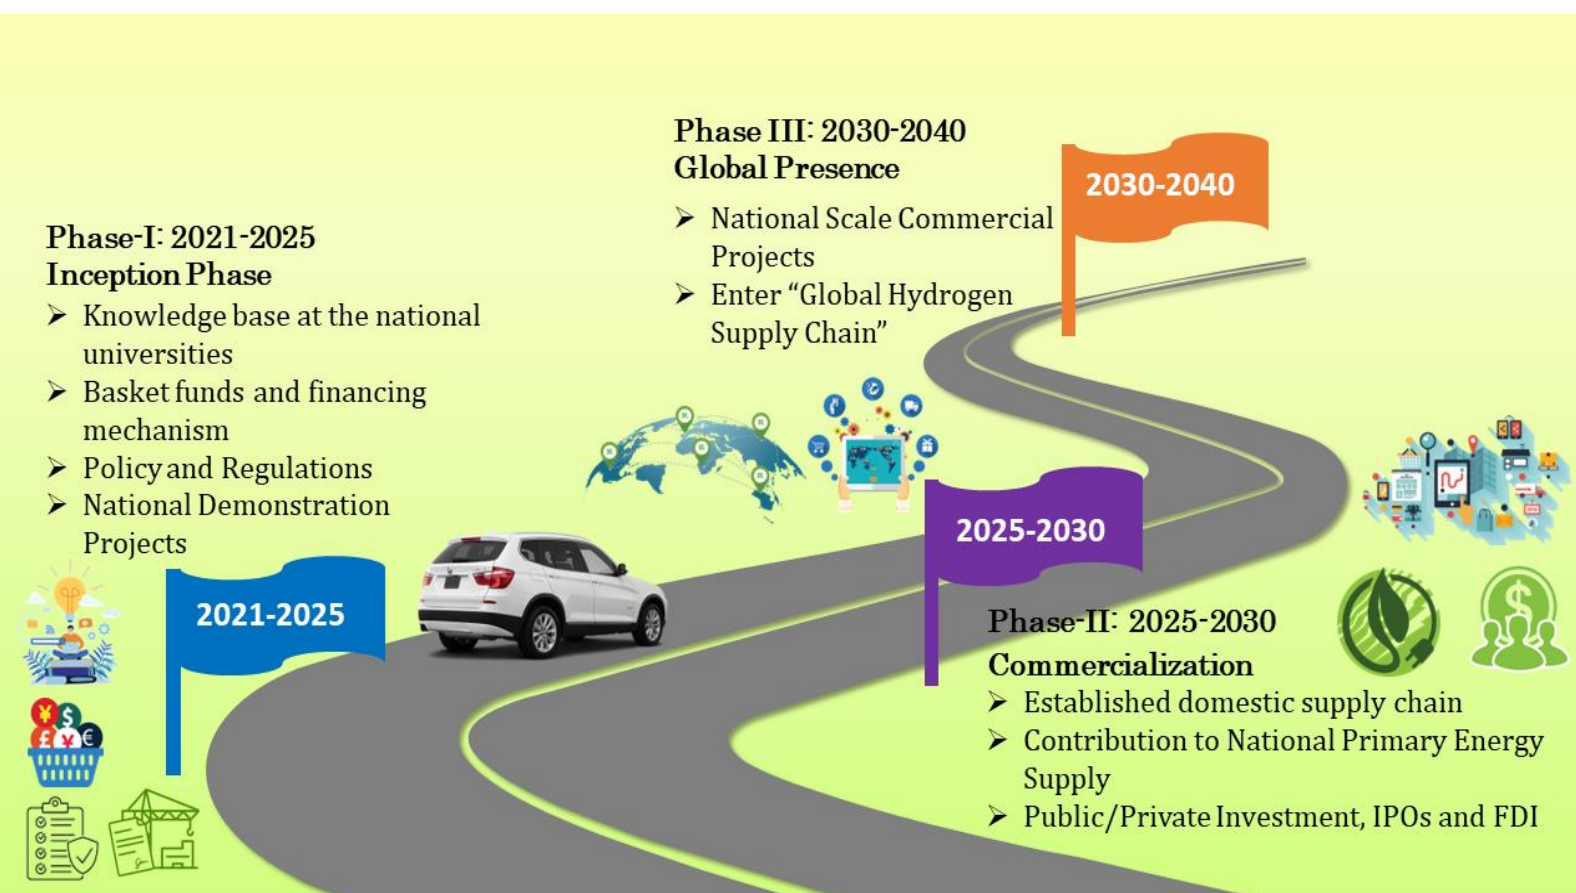 Phase III: 2030-2040
Global Presence
➢ National Scale Commercial
Projects
➢ Enter “Global Hydrogen
Supply Chain”
2030-2040
Phase-I: 2021-2025
Inception Phase
➢ Knowledge base at the national
universities
➢ Basket funds and financing
mechanism
➢ Policy and Regulations
➢ National Demonstration
Projects
2021-2025
2025-2030
Phase-II: 2025-2030
Commercialization
➢ Established domestic supply chain
➢ Contribution to National Primary Energy
Supply
➢ Public/Private Investment, IPOs and FDI